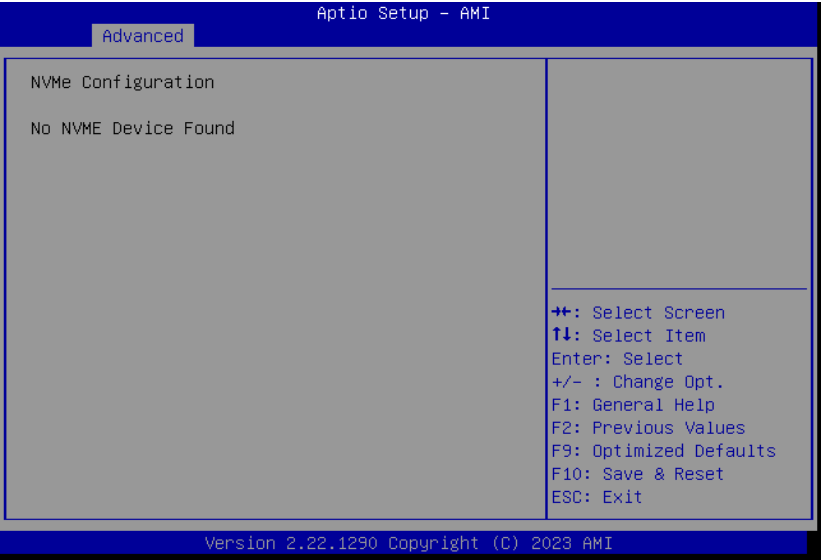 Aptio Setup – AMI
Advanced
NVMe Configuration
No NVME Device Found
→←: Select Screen
↑↓: Select Item
Enter: Select
+/- : Change Opt.
F1: General Help
F2: Previous Values
F9: Optimized Defaults
F10: Save & Reset
ESC: Exit
Version 2.22.1290 Copyright (C) 2023 AMI